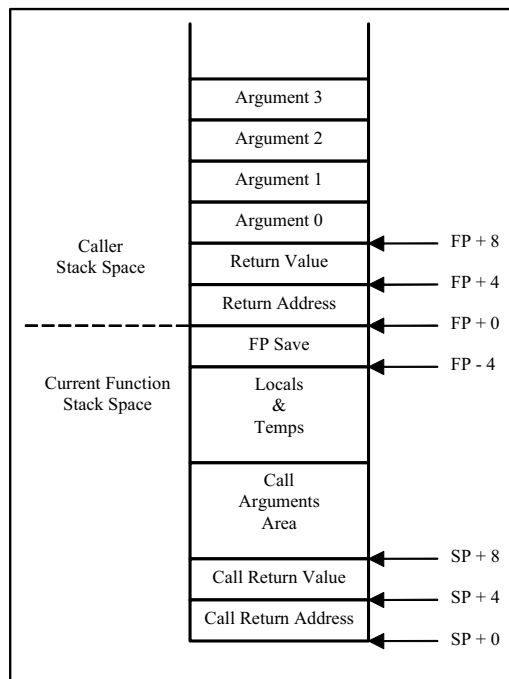 Argument 3
Argument 2
Argument 1
Argument 0
FP + 8
Caller
Stack Space
Return Value
FP + 4
Return Address
FP + 0
FP Save
FP - 4
Current Function
Stack Space
Locals
&
Temps
Call
Arguments
Area
SP + 8
Call Return Value
SP + 4
Call Return Address
SP + 0